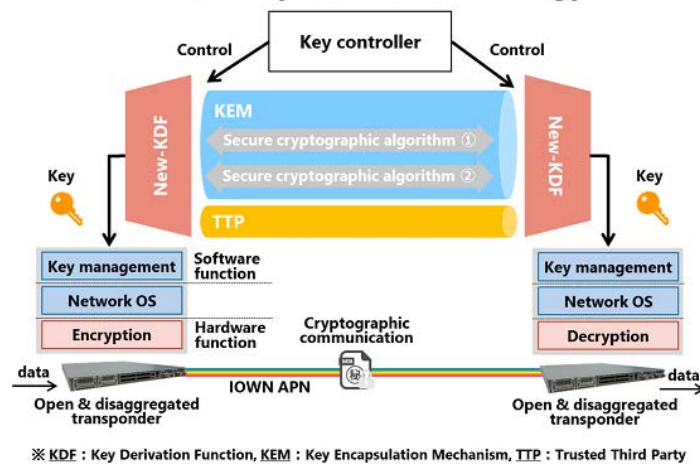 Key controller
Control
Control
New-KDF
KEM
Secure cryptographic algorithm ①
Secure cryptographic algorithm ②
TTP
New-KDF
Key
Key
Key management
Network OS
Encryption
Software
function
Hardware
function
Cryptographic
communication
Key management
Network OS
Decryption
data
IOWN APN
data
Open & disaggregated
transponder
Open & disaggregated
transponder
※ KDF : Key Derivation Function, KEM : Key Encapsulation Mechanism, TTP : Trusted Third Party